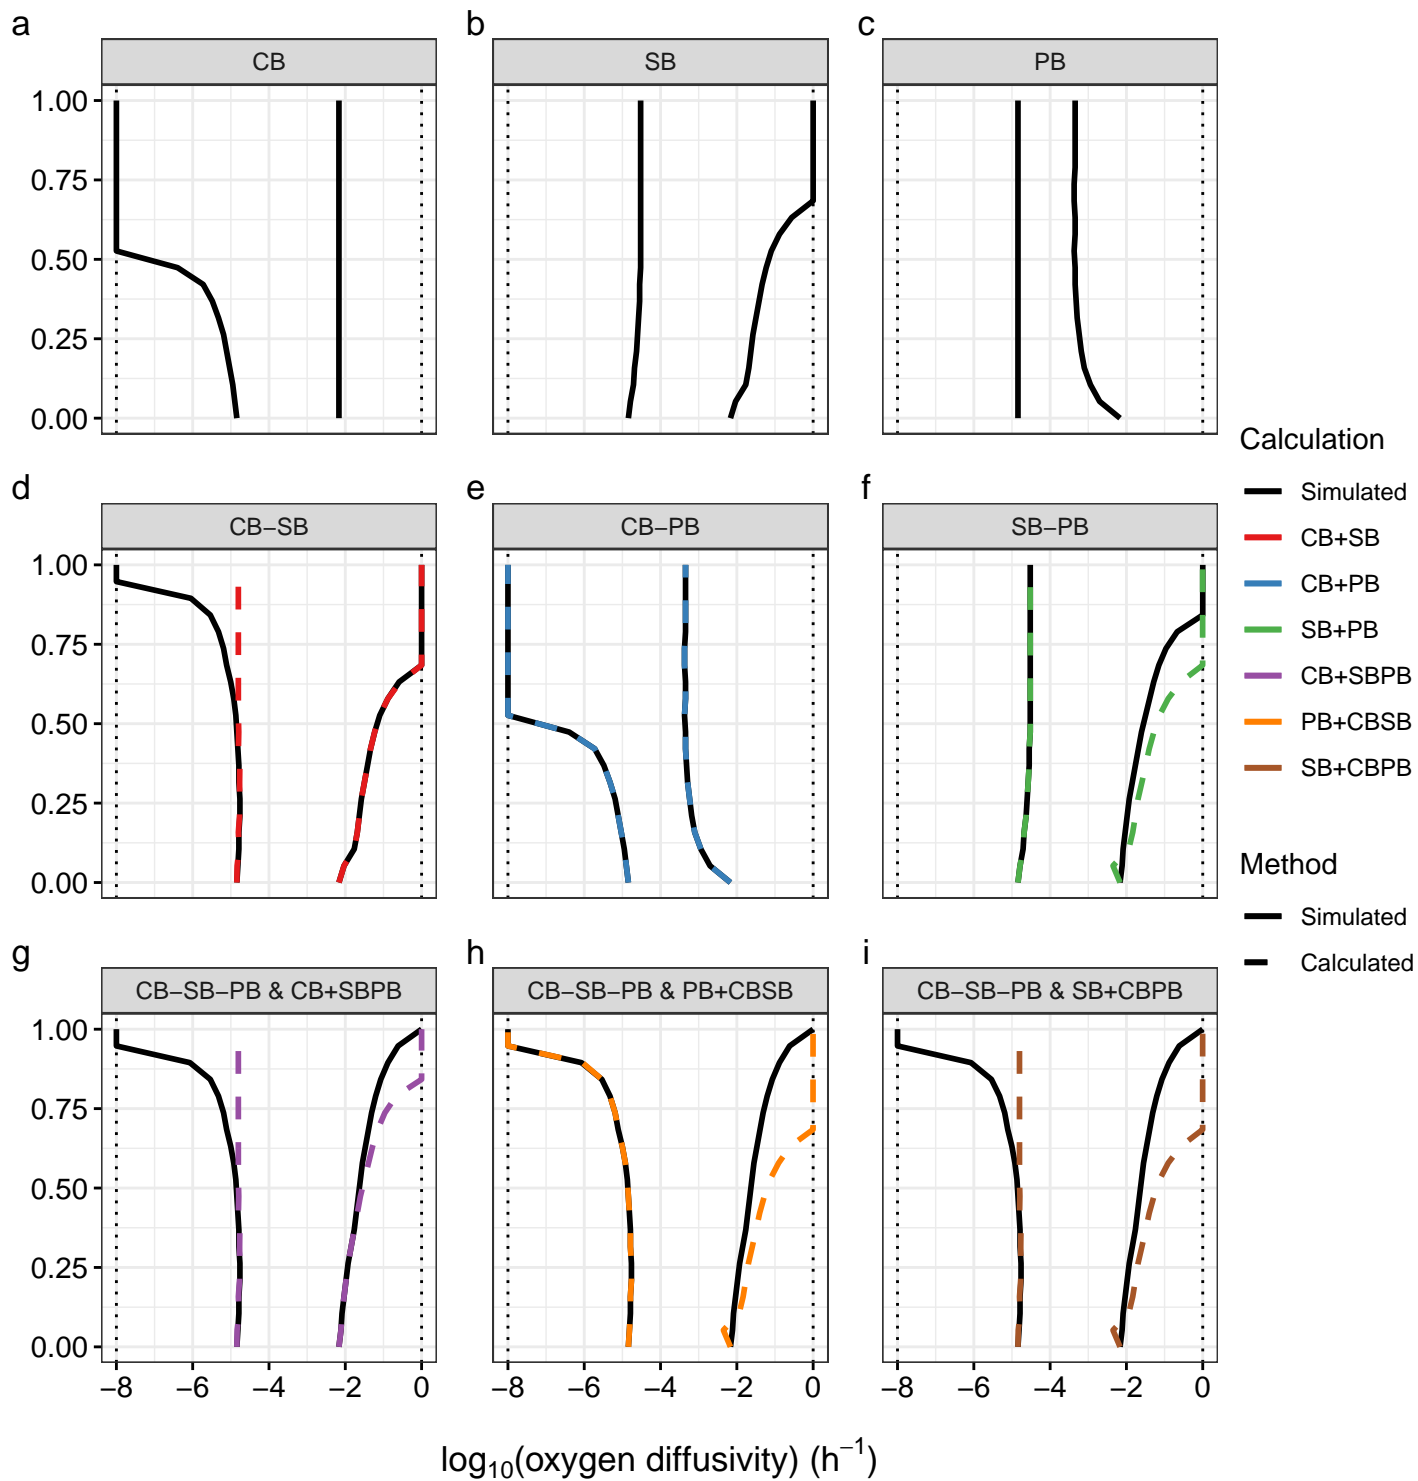 a
b
c
CB
SB
PB
1.00
0.75
0.50
0.25
0.00
d
e
f
CB−SB
CB−PB
SB−PB
1.00
0.75
0.50
0.25
0.00
g
h
i
CB−SB−PB & CB+SBPB
CB−SB−PB & PB+CBSB
CB−SB−PB & SB+CBPB
1.00
0.75
0.50
0.25
0.00
−8 −6 −4 −2 0
−8 −6 −4 −2 0
−8 −6 −4 −2 0
log₁₀(oxygen diffusivity) (h⁻¹)
Calculation
Simulated
CB+SB
CB+PB
SB+PB
CB+SBPB
PB+CBSB
SB+CBPB
Method
Simulated
Calculated